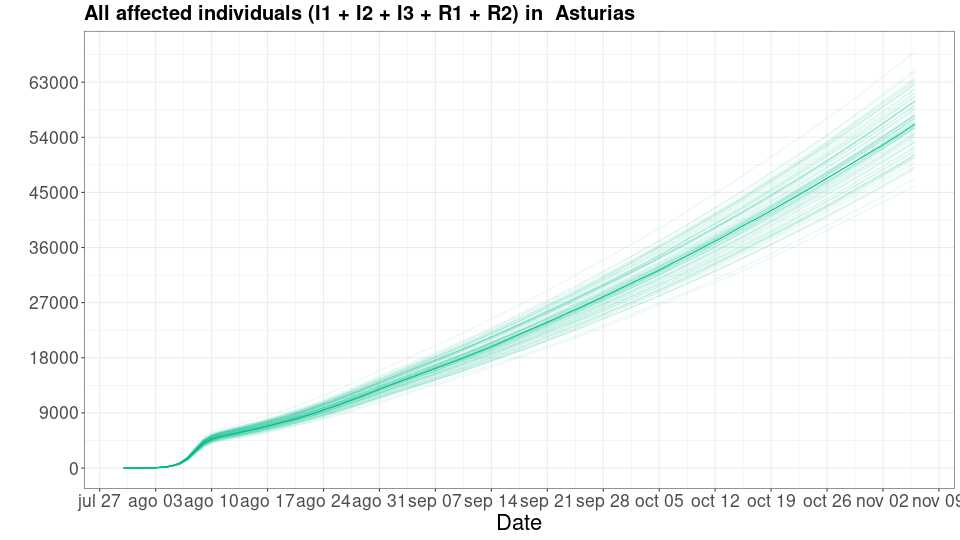 All affected individuals (I1 + I2 + I3 + R1 + R2) in  Asturias
63000
54000
45000
36000
27000
18000
9000
0
jul 27 ago 03 ago 10 ago 17 ago 24 ago 31 sep 07 sep 14 sep 21 sep 28 oct 05 oct 12 oct 19 oct 26 nov 02 nov 09
Date